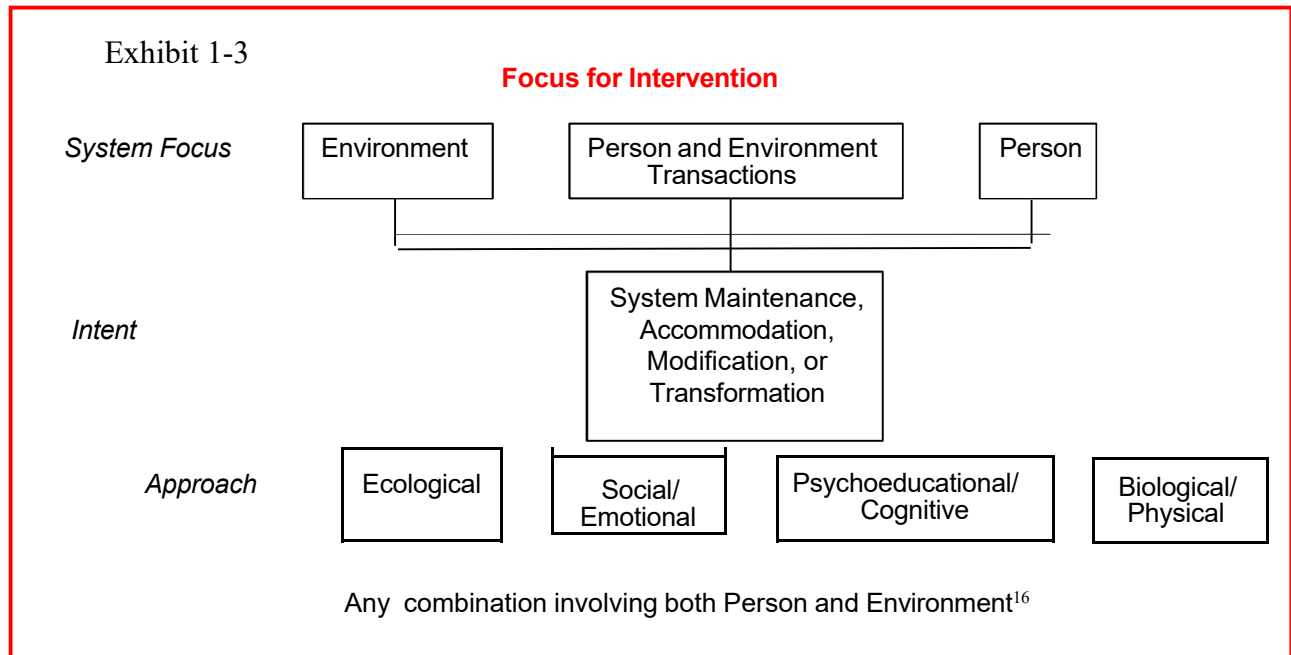 Exhibit 1-3
Focus for Intervention
System Focus
Environment
Person and Environment
Transactions
Person
Intent
System Maintenance,
Accommodation,
Modification, or
Transformation
Approach
Ecological
Social/
Emotional
Psychoeducational/
Cognitive
Biological/
Physical
Any combination involving both Person and Environment16